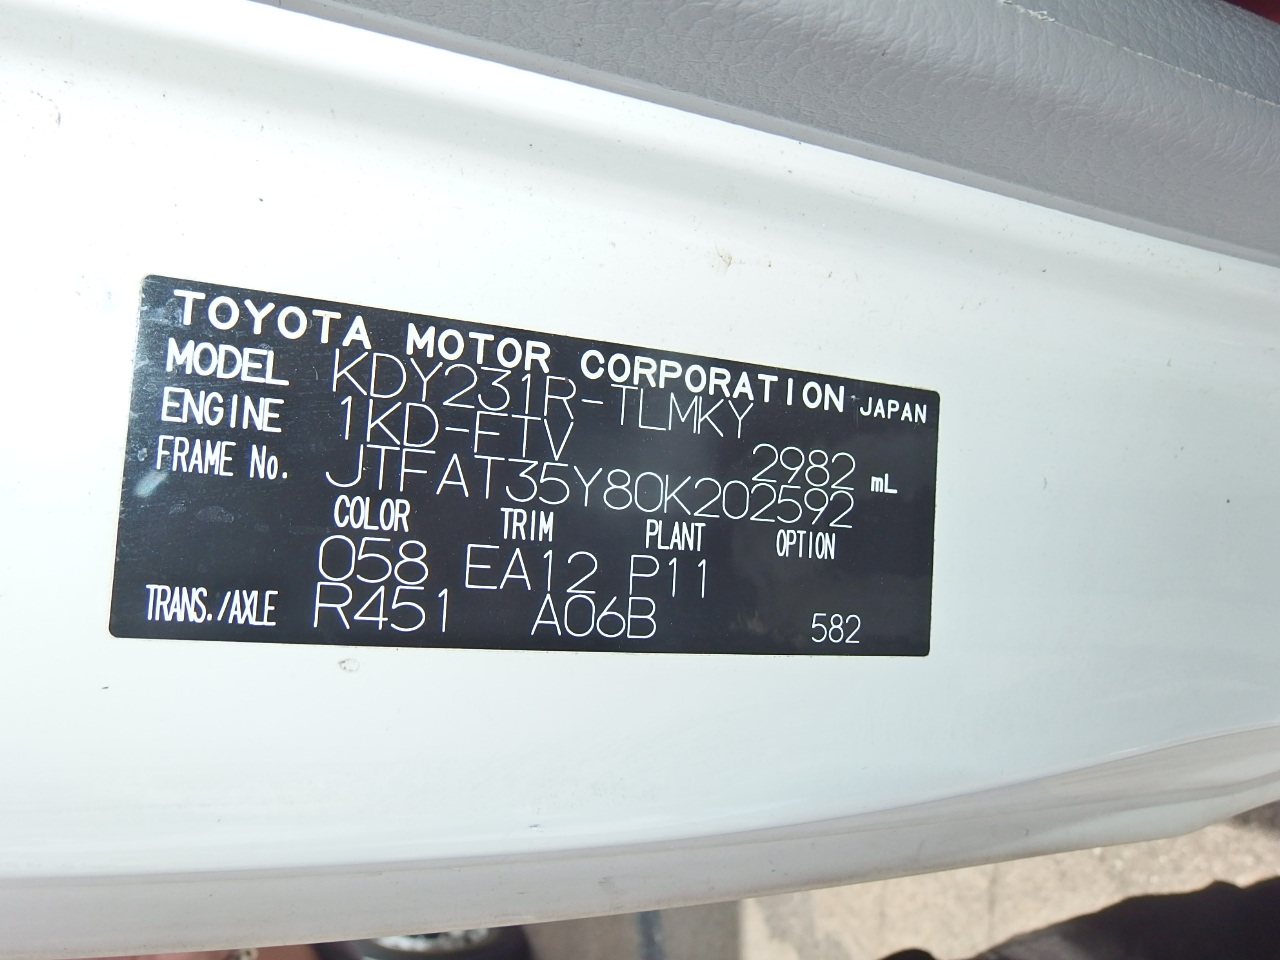 TOYOTA MOTOR CORPORATION JAPAN
MODEL KDY231R-TLMKY
ENGINE 1KD-FTV 2982 mL
FRAME No. JTFAT35Y80K202592
COLOR TRIM PLANT OPTION
058 EA12 P11
TRANS./AXLE R451 A06B 582